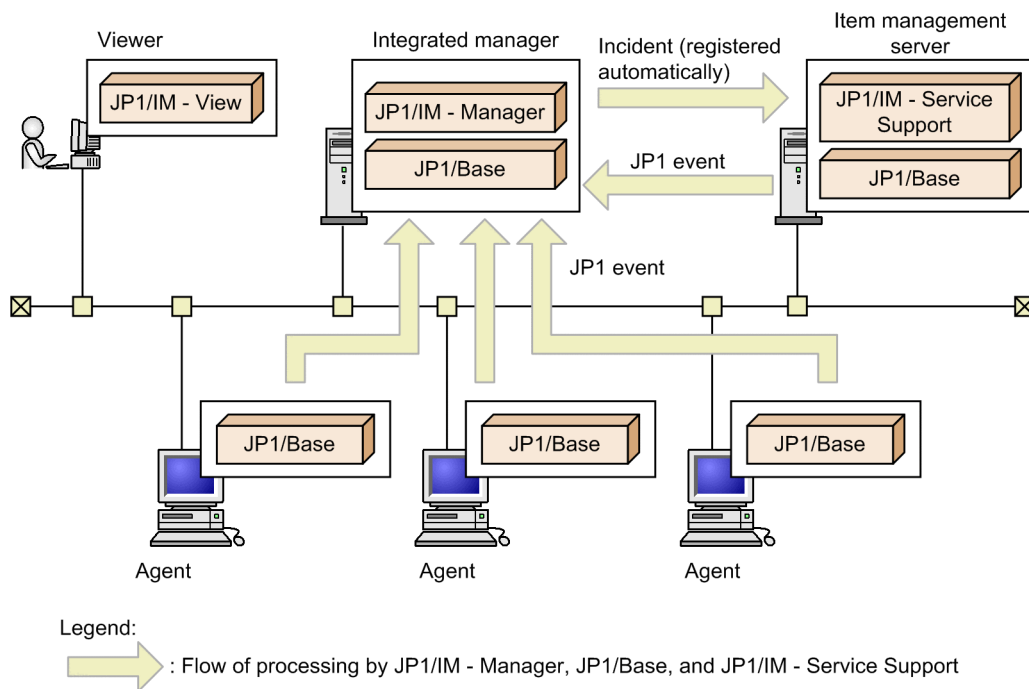 Viewer
JP1/IM - View
Integrated manager
JP1/IM - Manager
JP1/Base
Incident (registered
automatically)
JP1 event
Item management
server
JP1/IM - Service
Support
JP1/Base
JP1 event
JP1/Base
Agent
JP1/Base
Agent
JP1/Base
Agent
Legend:
: Flow of processing by JP1/IM - Manager, JP1/Base, and JP1/IM - Service Support